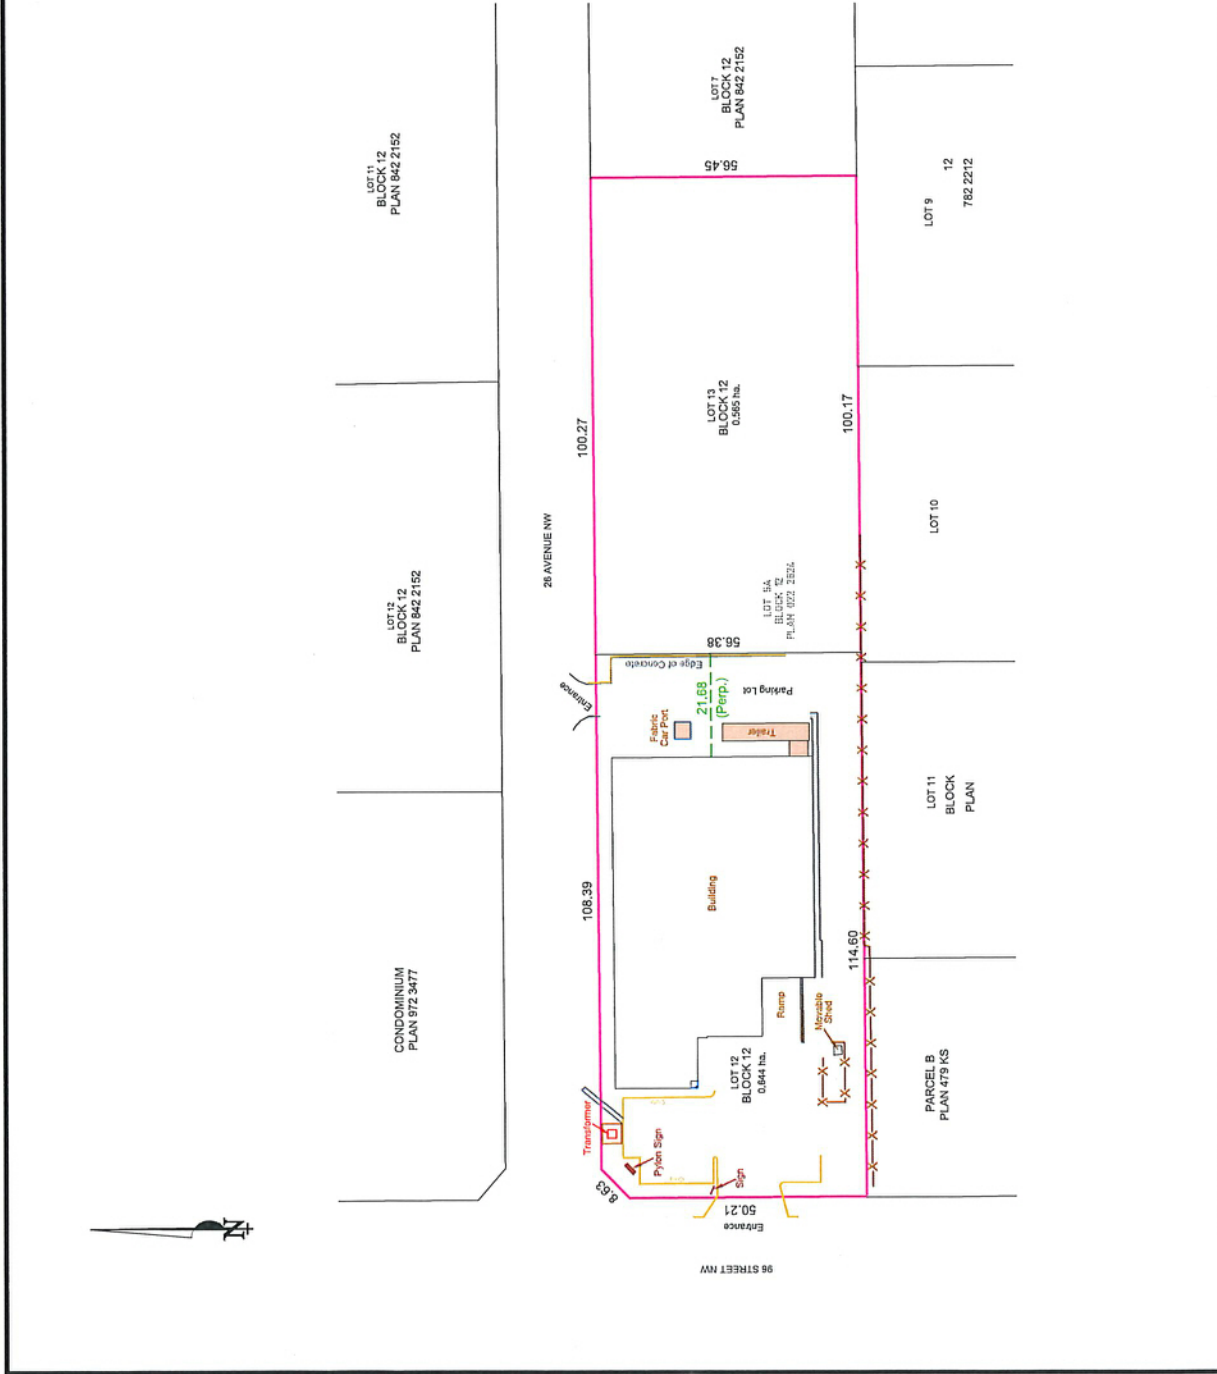 LOT 11
BLOCK 12
PLAN 842 2152
LOT 12
BLOCK 12
PLAN 842 2152
CONDOMINIUM
PLAN 972 3477
N
26 AVENUE NW
LOT 7
BLOCK 12
PLAN 842 2152
56.45
100.27
LOT 13
BLOCK 12
0.565 ha.
100.17
LOT 5A
BLOCK 12
PLAN 022 2824
56.38
Edge of Concrete
Entrance
21.68
(Perp.)
Parking Lot
Fabric
Car Port
Trailer
108.39
Building
114.60
Ramp
Movable
Shed
LOT 12
BLOCK 12
0.644 ha.
Transformer
Pylon Sign
Sign
8.63
50.21
Entrance
96 STREET NW
LOT 9
12
782 2212
LOT 10
LOT 11
BLOCK
PLAN
PARCEL B
PLAN 479 KS